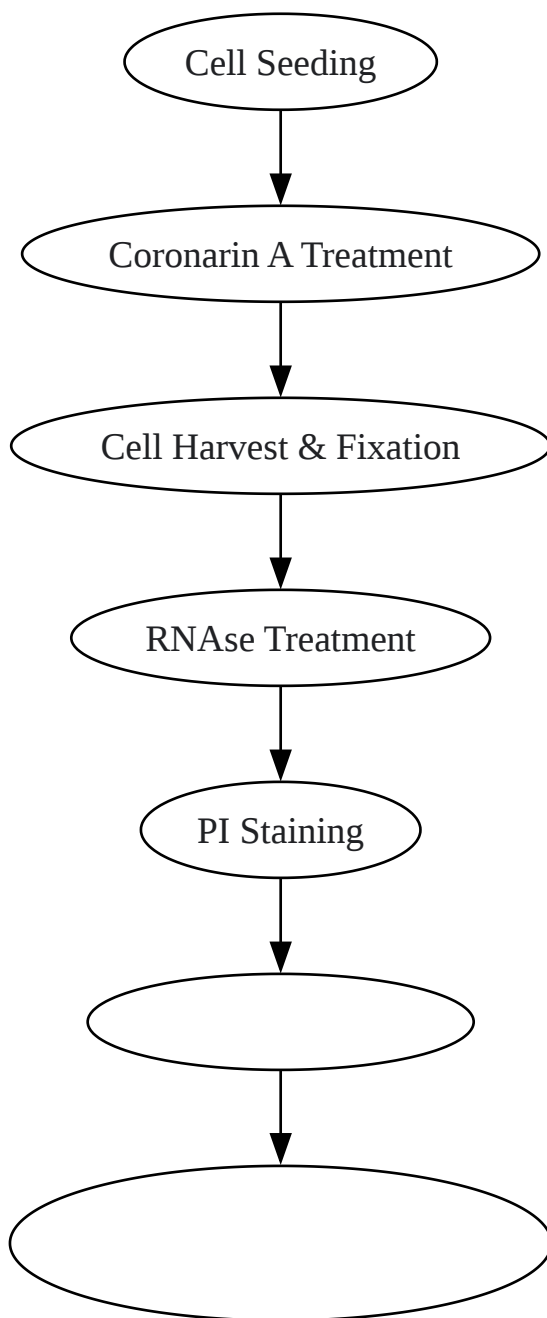 Cell Seeding
Coronarin A Treatment
Cell Harvest & Fixation
RNAse Treatment
PI Staining